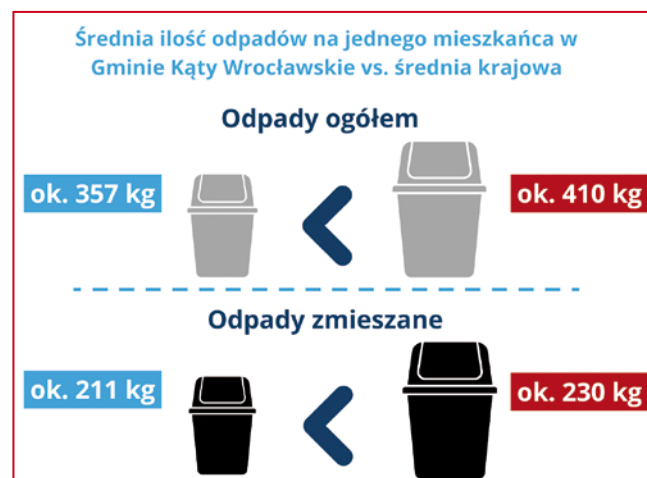 Średnia ilość odpadów na jednego mieszkańca w
Gminie Kąty Wrocławskie vs. średnia krajowa
Odpady ogółem
ok. 357 kg
ok. 410 kg
Odpady zmieszane
ok. 211 kg
ok. 230 kg